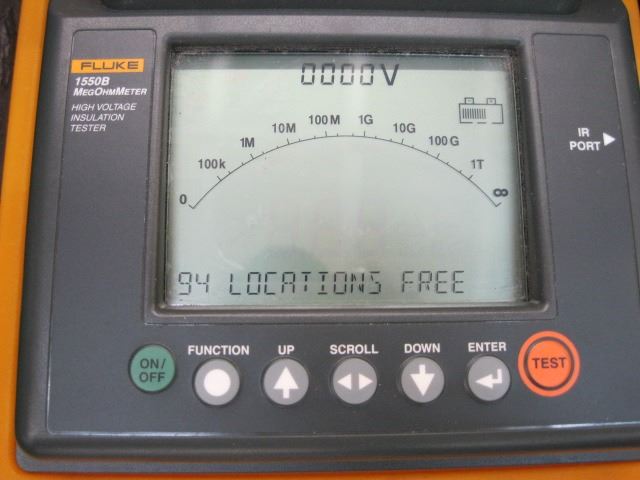 FLUKE
1550B
MEGOHMMETER
HIGH VOLTAGE
INSULATION
TESTER
0000V
0 100k 1M 10M 100M 1G 10G 100G 1T ∞
IR
PORT
94 LOCATIONS FREE
ON/
OFF
FUNCTION UP SCROLL DOWN ENTER
TEST